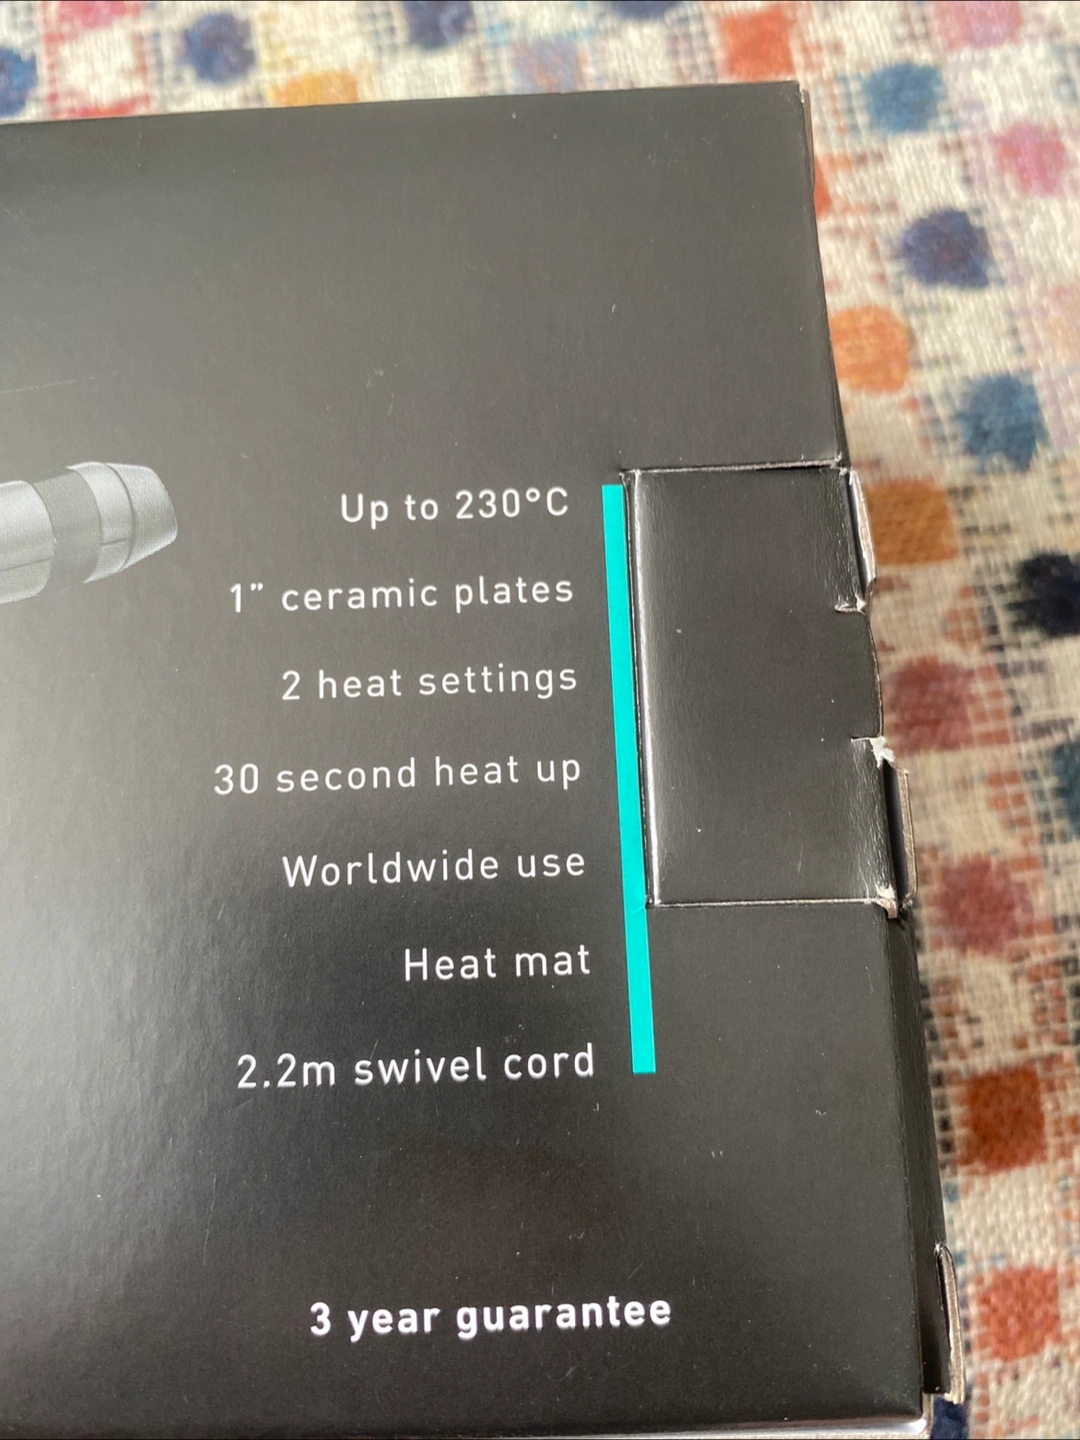 Up to 230°C
1” ceramic plates
2 heat settings
30 second heat up
Worldwide use
Heat mat
2.2m swivel cord
3 year guarantee